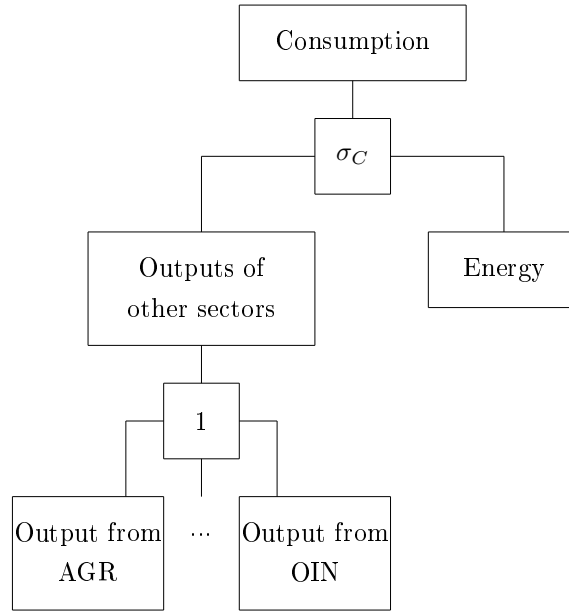 Consumption
σ_C
Outputs of
other sectors
Energy
1
Output from
AGR
...
Output from
OIN